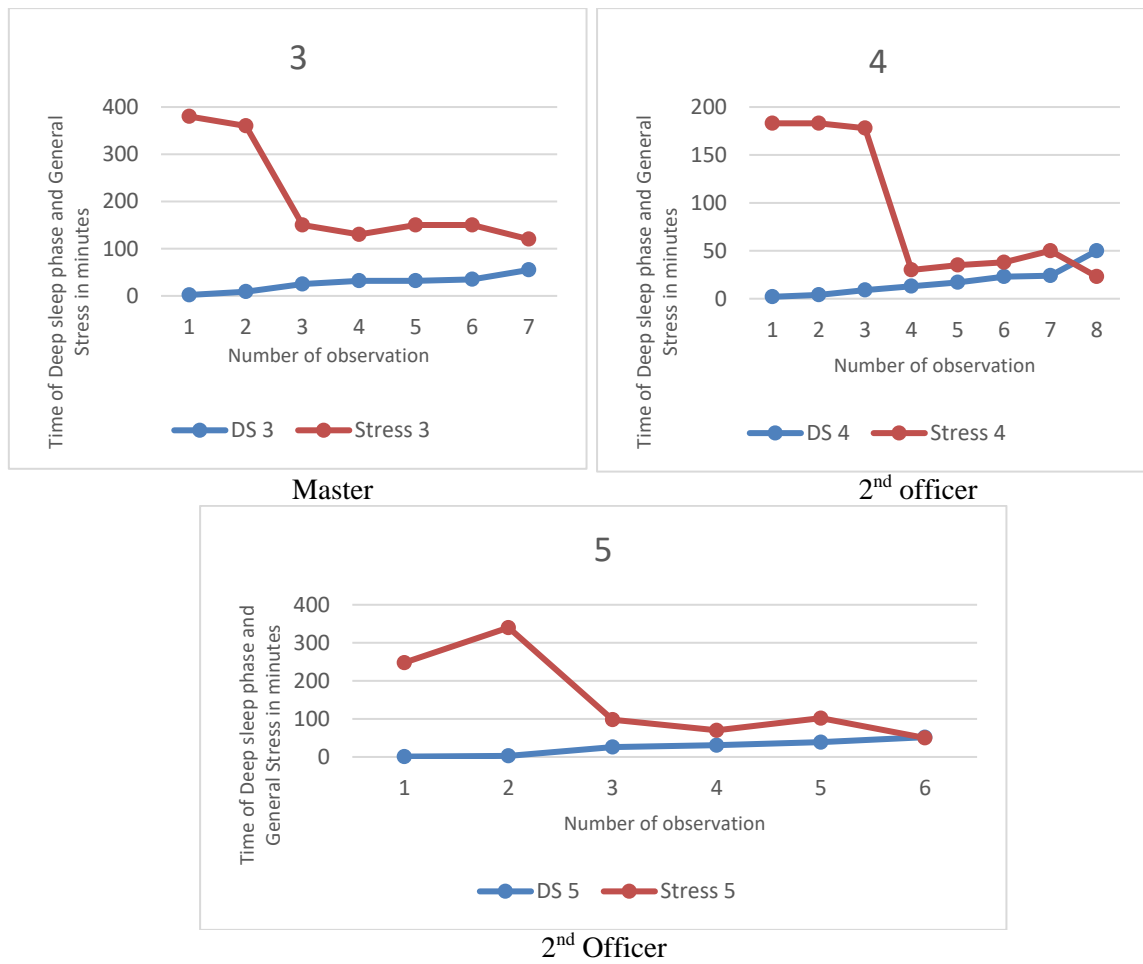 3
400
300
200
100
0
1 2 3 4 5 6 7
Time of Deep sleep phase and General
Stress in minutes
Number of observation
DS 3 Stress 3
Master
4
200
150
100
50
0
1 2 3 4 5 6 7 8
Time of Deep sleep phase and General
Stress in minutes
Number of observation
DS 4 Stress 4
2nd officer
5
400
300
200
100
0
1 2 3 4 5 6
Time of Deep sleep phase and
General Stress in minutes
Number of observation
DS 5 Stress 5
2nd Officer